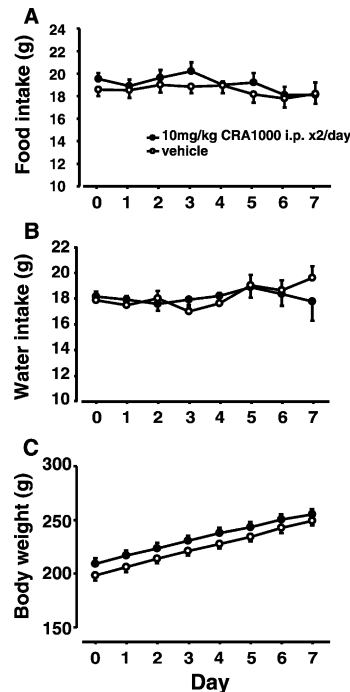 A
24
22
20
18
16
14
12
10
Food intake (g)
10mg/kg CRA1000 i.p. x2/day
vehicle
0 1 2 3 4 5 6 7
B
22
20
18
16
14
12
10
Water intake (g)
0 1 2 3 4 5 6 7
C
300
250
200
150
Body weight (g)
0 1 2 3 4 5 6 7
Day